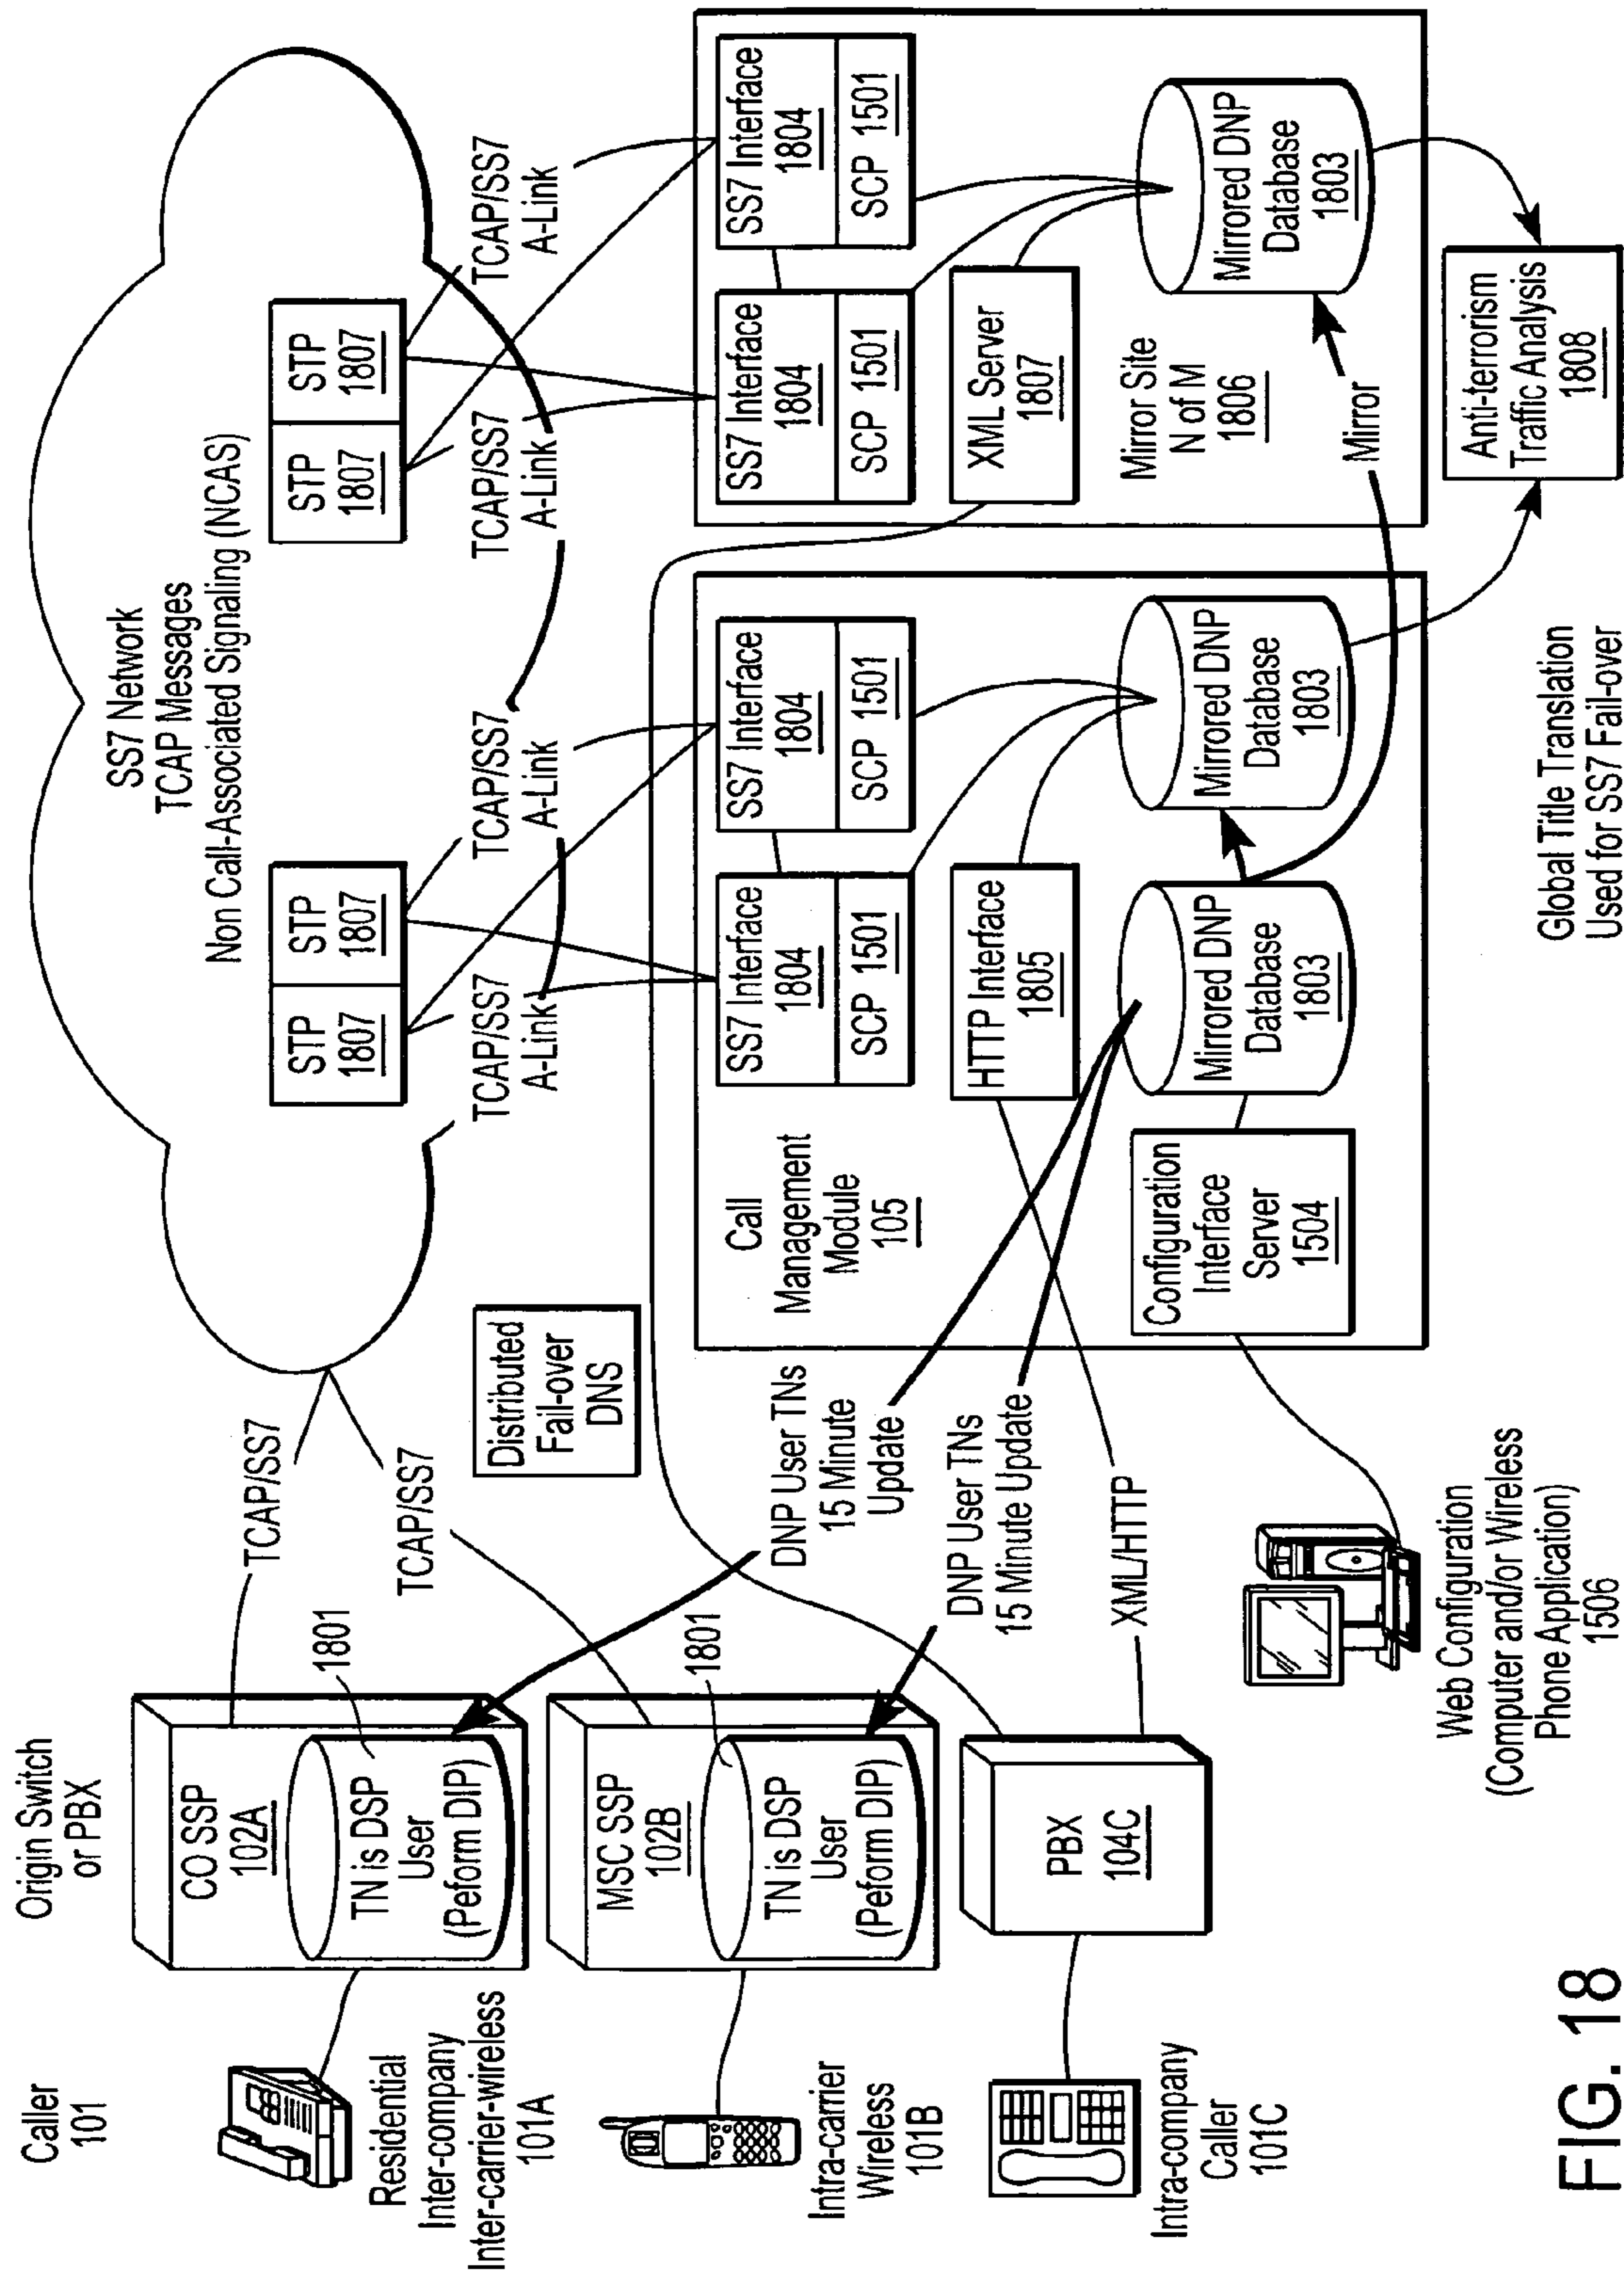 Caller
101
Origin Switch
or PBX
SS7 Network
TCAP Messages
Non Call-Associated Signaling (NCAS)
STP
1807
STP
1807
STP
1807
STP
1807
TCAP/SS7
TCAP/SS7
TCAP/SS7
A-Link
TCAP/SS7
A-Link
TCAP/SS7
A-Link
TCAP/SS7
A-Link
CO SSP
102A
1801
TN is DSP
User
(Peform DIP)
Residential
Inter-company
Inter-carrier-wireless
101A
Distributed
Fail-over
DNS
MSC SSP
102B
1801
TN is DSP
User
(Peform DIP)
Intra-carrier
Wireless
101B
DNP User TNs
15 Minute
Update
DNP User TNs
15 Minute Update
XML/HTTP
PBX
104C
Intra-company
Caller
101C
Call
Management
Module
105
SS7 Interface
1804
SCP 1501
SS7 Interface
1804
SCP 1501
HTTP Interface
1805
Configuration
Interface
Server
1504
Mirrored DNP
Database
1803
Mirrored DNP
Database
1803
SS7 Interface
1804
SCP 1501
SS7 Interface
1804
SCP 1501
XML Server
1807
Mirror Site
N of M
1806
Mirrored DNP
Database
1803
Mirror
Web Configuration
(Computer and/or Wireless
Phone Application)
1506
Global Title Translation
Used for SS7 Fail-over
Anti-terrorism
Traffic Analysis
1808
FIG. 18